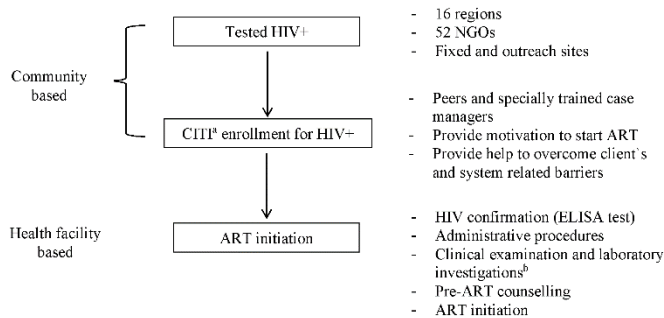 Tested HIV+
- 16 regions
- 52 NGOs
- Fixed and outreach sites
Community
based
CITIᵃ enrollment for HIV+
- Peers and specially trained case
managers
- Provide motivation to start ART
- Provide help to overcome client`s
and system related barriers
Health facility
based
ART initiation
- HIV confirmation (ELISA test)
- Administrative procedures
- Clinical examination and laboratory
investigationsᵇ
- Pre-ART counselling
- ART initiation